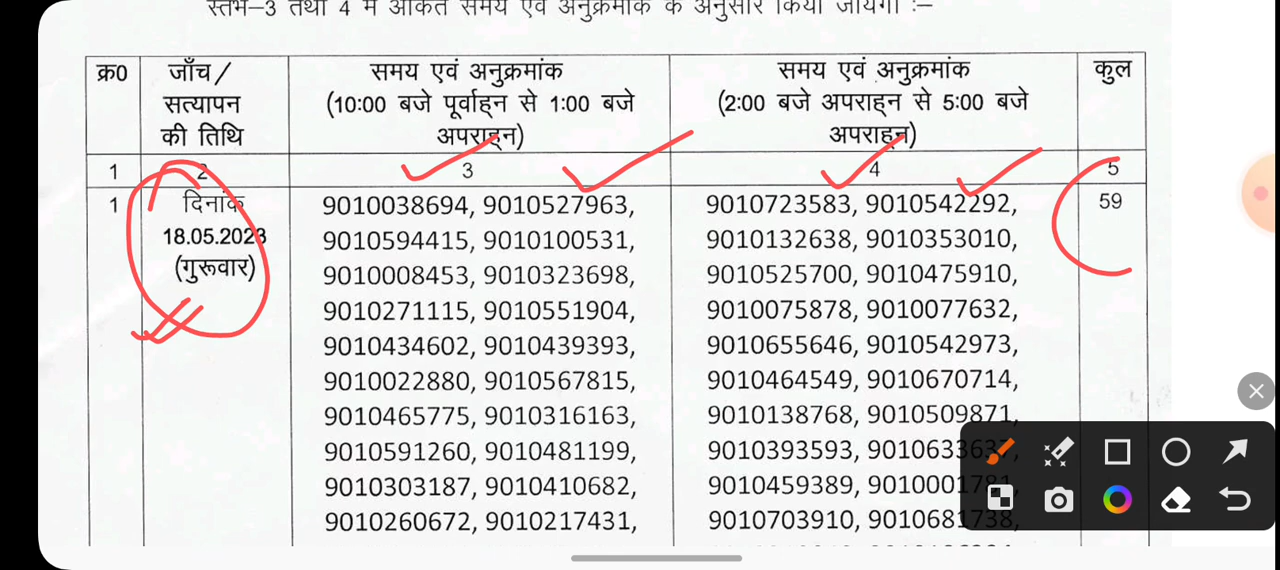 स्तंभ–3 तथा 4 में अंकित समय एवं अनुक्रमांक के अनुसार किया जायेगा :–
क्र0 जाँच/ समय एवं अनुक्रमांक समय एवं अनुक्रमांक कुल
सत्यापन (10:00 बजे पूर्वाह्न से 1:00 बजे (2:00 बजे अपराह्न से 5:00 बजे
की तिथि अपराह्न) अपराह्न)
1 2 3 4 5
1 दिनांक 9010038694, 9010527963, 9010723583, 9010542292, 59
18.05.2023 9010594415, 9010100531, 9010132638, 9010353010,
(गुरूवार) 9010008453, 9010323698, 9010525700, 9010475910,
9010271115, 9010551904, 9010075878, 9010077632,
9010434602, 9010439393, 9010655646, 9010542973,
9010022880, 9010567815, 9010464549, 9010670714,
9010465775, 9010316163, 9010138768, 9010509871,
9010591260, 9010481199, 9010393593, 9010633637,
9010303187, 9010410682, 9010459389, 9010001781,
9010260672, 9010217431, 9010703910, 9010681738,